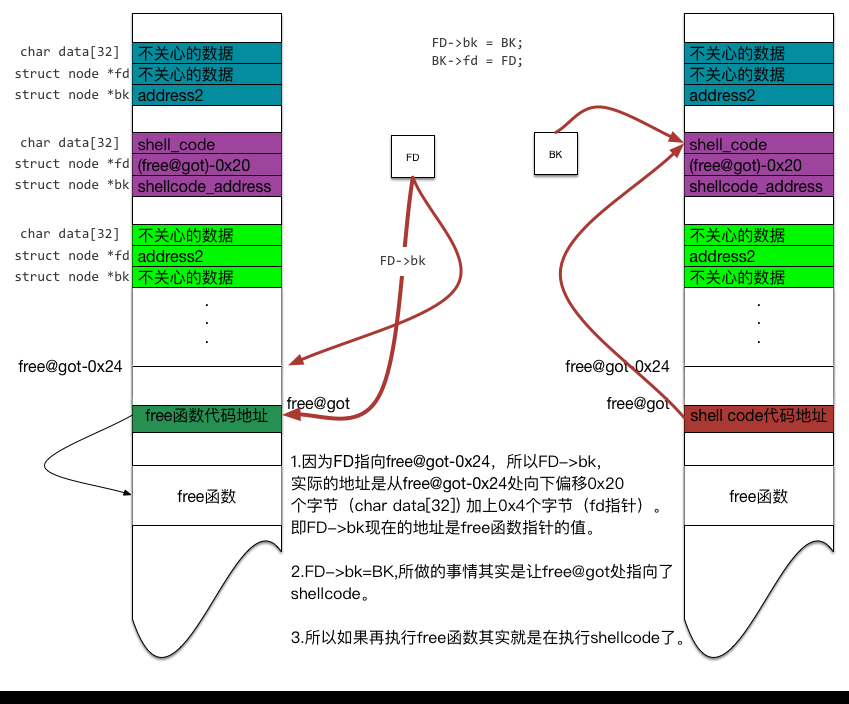 FD->bk = BK;
BK->fd = FD;
char data[32]
不关心的数据
struct node *fd
不关心的数据
struct node *bk
address2
char data[32]
shell_code
struct node *fd
(free@got)-0x20
struct node *bk
shellcode_address
char data[32]
不关心的数据
struct node *fd
address2
struct node *bk
不关心的数据
.
.
.
free@got-0x24
free@got
free函数代码地址
free函数
FD
FD->bk
BK
不关心的数据
不关心的数据
address2
shell_code
(free@got)-0x20
shellcode_address
不关心的数据
address2
不关心的数据
.
.
.
free@got-0x24
free@got
shell code代码地址
free函数
1.因为FD指向free@got-0x24，所以FD->bk,
实际的地址是从free@got-0x24处向下偏移0x20
个字节（char data[32]) 加上0x4个字节（fd指针）。
即FD->bk现在的地址是free函数指针的值。
2.FD->bk=BK,所做的事情其实是让free@got处指向了
shellcode。
3.所以如果再执行free函数其实就是在执行shellcode了。